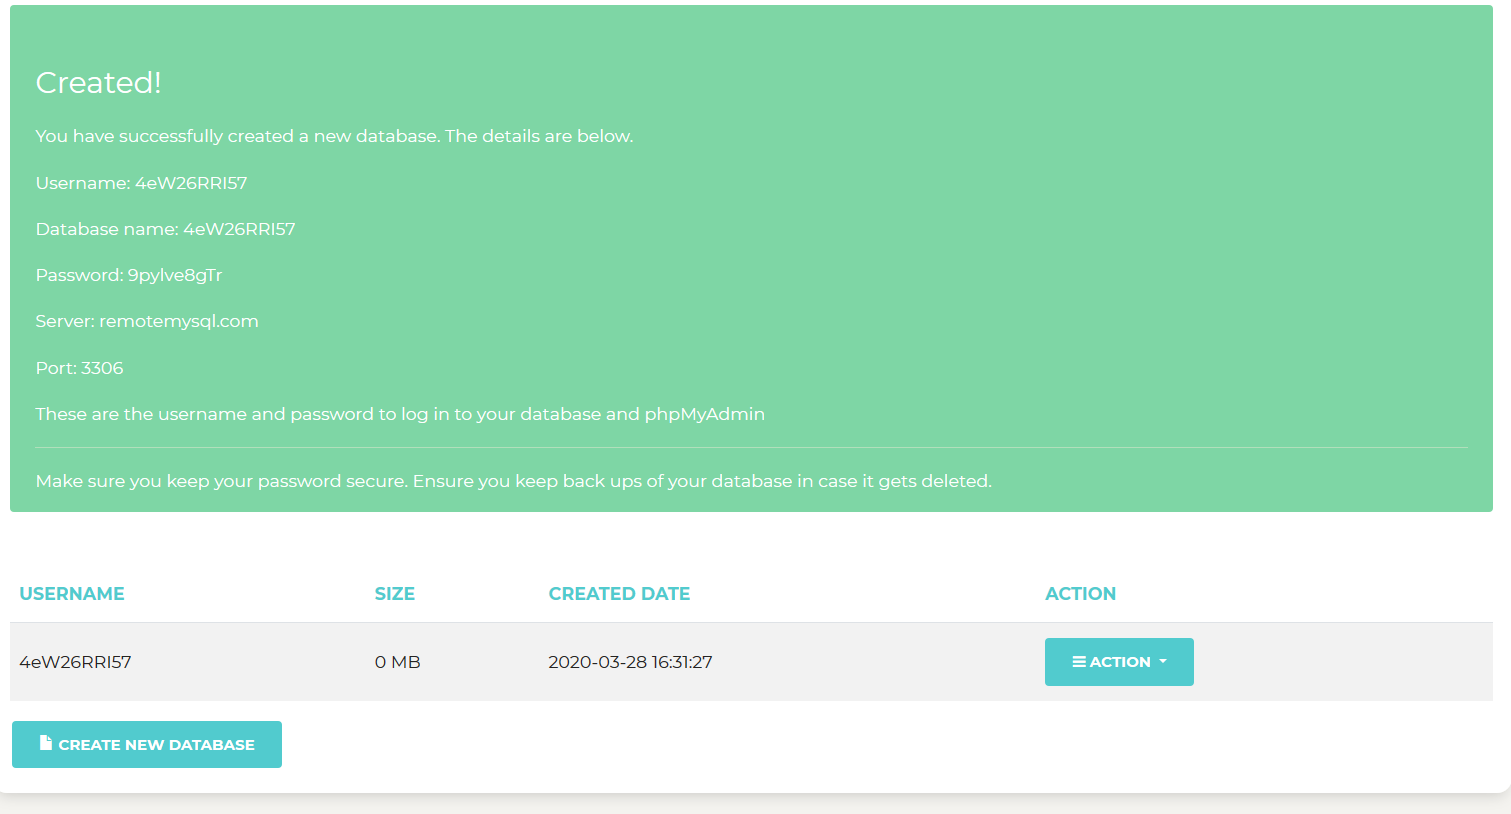 Created!
You have successfully created a new database. The details are below.
Username: 4eW26RRI57
Database name: 4eW26RRI57
Password: 9pylve8gTr
Server: remotemysql.com
Port: 3306
These are the username and password to log in to your database and phpMyAdmin
Make sure you keep your password secure. Ensure you keep back ups of your database in case it gets deleted.
USERNAME SIZE CREATED DATE ACTION
4eW26RRI57 0 MB 2020-03-28 16:31:27 ACTION
CREATE NEW DATABASE